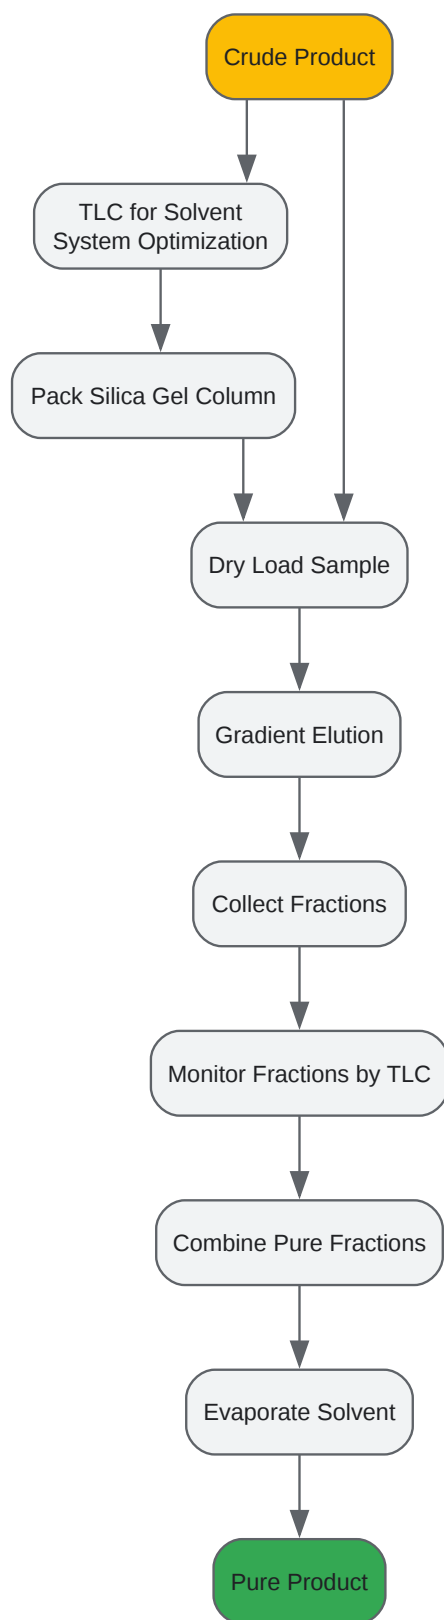 Crude Product
TLC for Solvent
System Optimization
Pack Silica Gel Column
Dry Load Sample
Gradient Elution
Collect Fractions
Monitor Fractions by TLC
Combine Pure Fractions
Evaporate Solvent
Pure Product